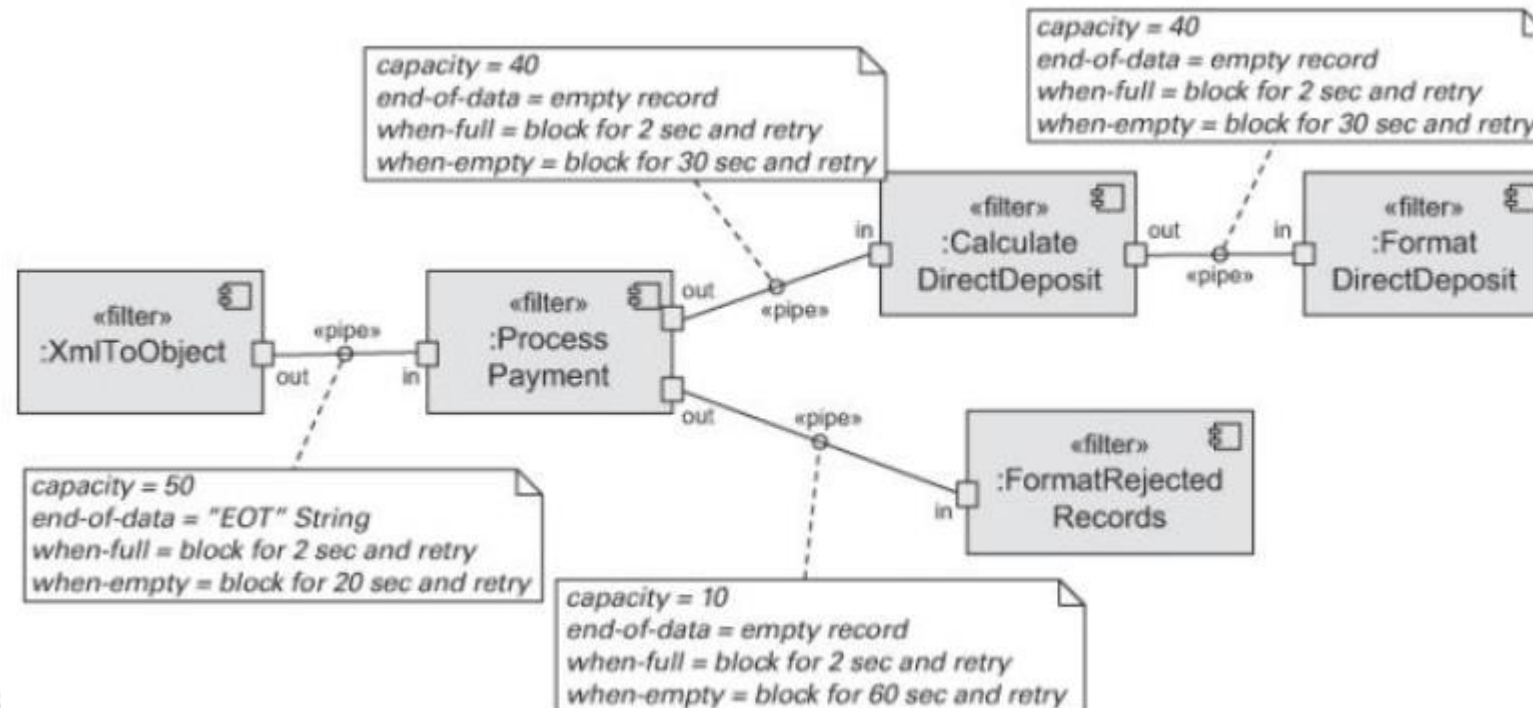 capacity = 40
end-of-data = empty record
when-full = block for 2 sec and retry
when-empty = block for 30 sec and retry
capacity = 40
end-of-data = empty record
when-full = block for 2 sec and retry
when-empty = block for 30 sec and retry
«filter»
:XmlToObject
out
«pipe»
in
«filter»
:Process
Payment
out
out
«pipe»
in
«filter»
:Calculate
DirectDeposit
out
«pipe»
in
«filter»
:Format
DirectDeposit
«pipe»
in
«filter»
:FormatRejected
Records
capacity = 50
end-of-data = "EOT" String
when-full = block for 2 sec and retry
when-empty = block for 20 sec and retry
capacity = 10
end-of-data = empty record
when-full = block for 2 sec and retry
when-empty = block for 60 sec and retry